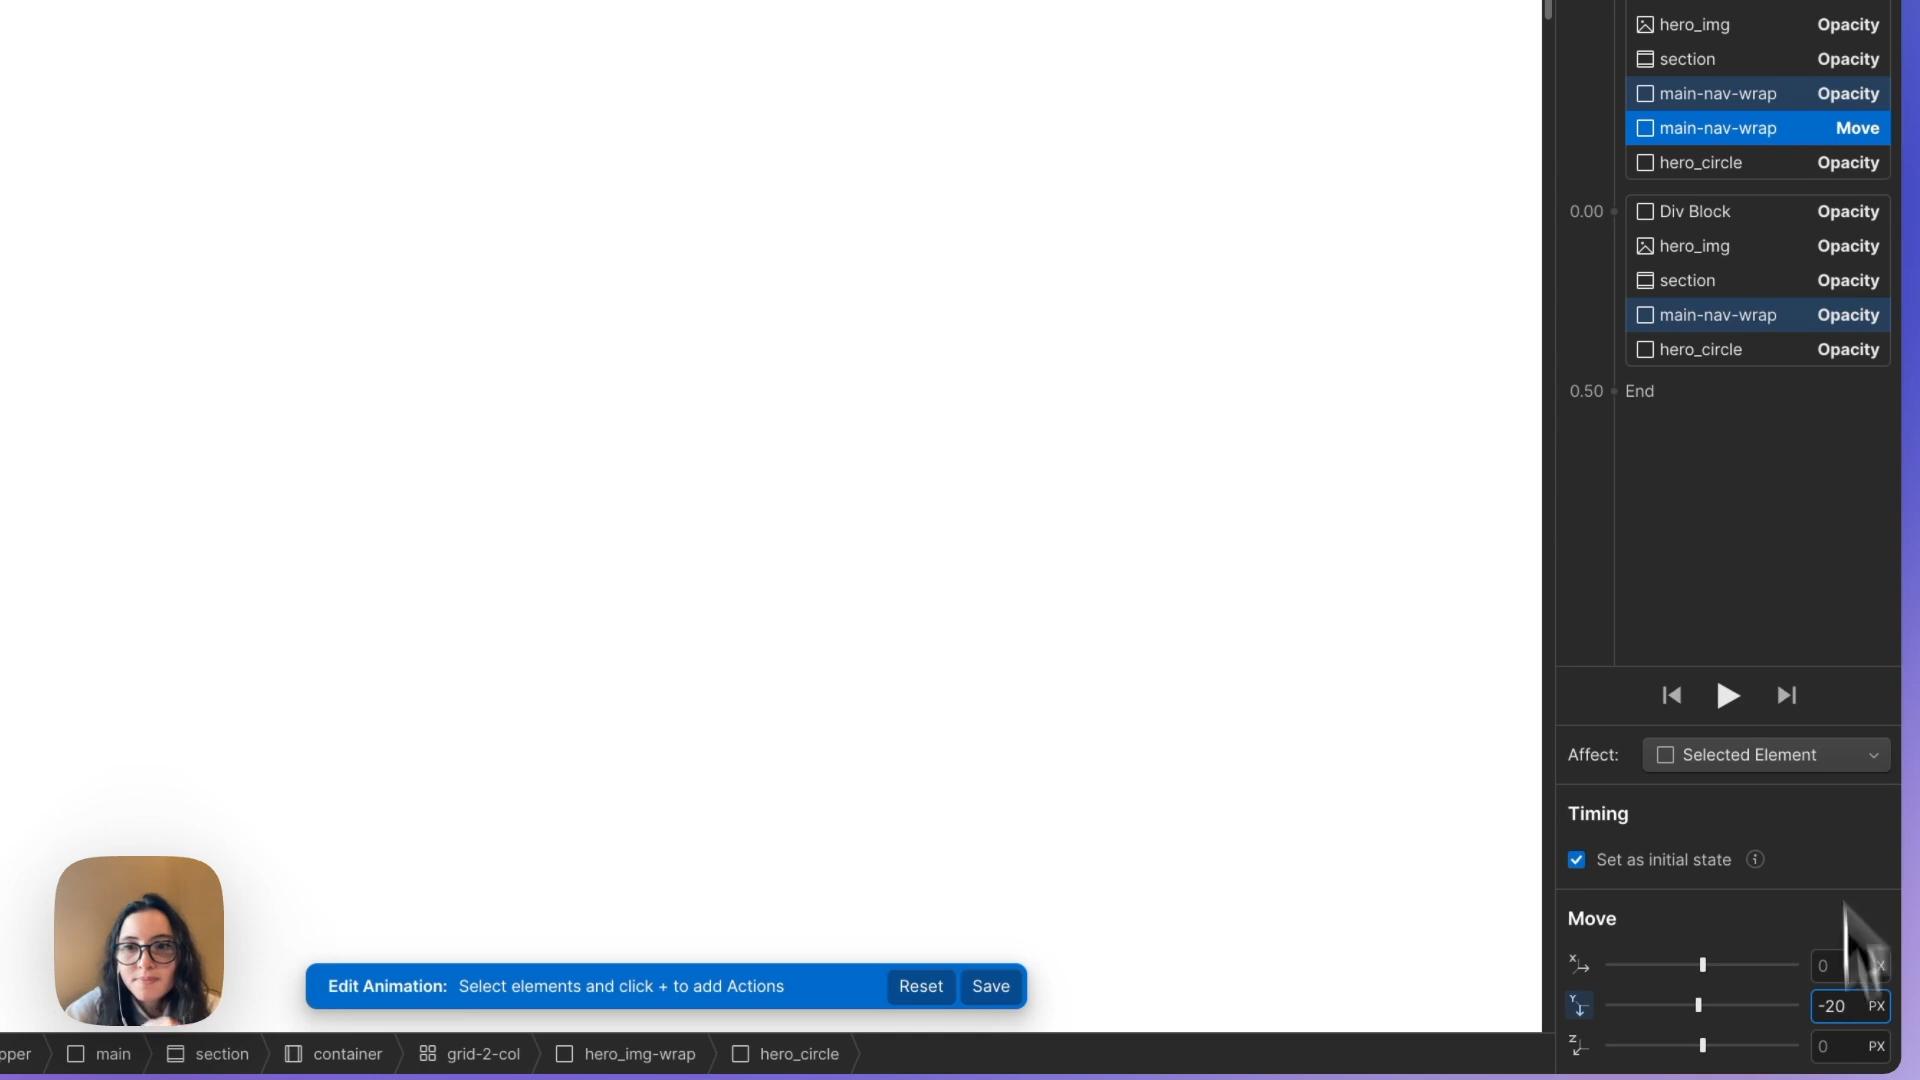 hero_img Opacity
section Opacity
main-nav-wrap Opacity
main-nav-wrap Move
hero_circle Opacity
0.00 Div Block Opacity
hero_img Opacity
section Opacity
main-nav-wrap Opacity
hero_circle Opacity
0.50 End
Affect: Selected Element
Timing
Set as initial state
Move
X 0
Y -20 PX
Z 0 PX
Edit Animation: Select elements and click + to add Actions Reset Save
pper main section container grid-2-col hero_img-wrap hero_circle